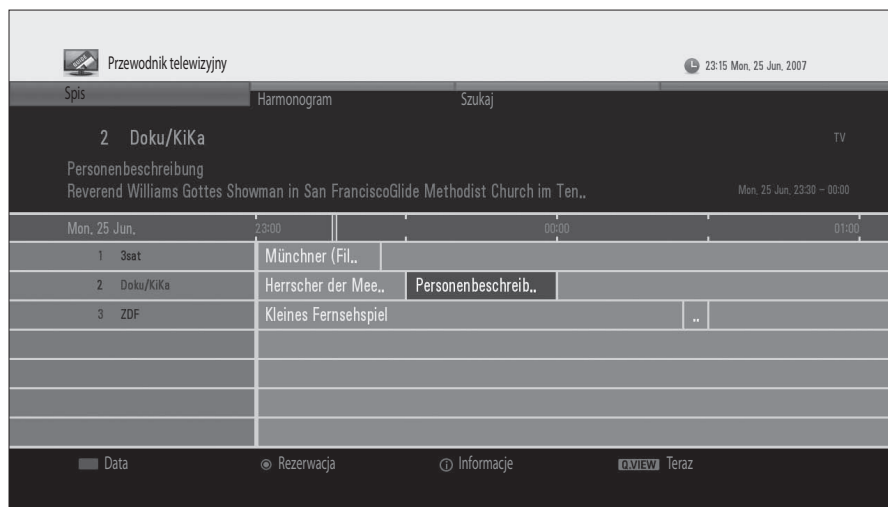 Przewodnik telewizyjny 23:15 Mon, 25 Jun, 2007
Spis Harmonogram Szukaj
2 Doku/KiKa TV
Personenbeschreibung
Reverend Williams Gottes Showman in San FranciscoGlide Methodist Church im Ten.. Mon, 25 Jun, 23:30 ~ 00:00
Mon, 25 Jun, 23:00 00:00 01:00
1 3sat Münchner (Fil..
2 Doku/KiKa Herrscher der Mee.. Personenbeschreib..
3 ZDF Kleines Fernsehspiel ..
Data Rezerwacja Informacje Q.VIEW Teraz